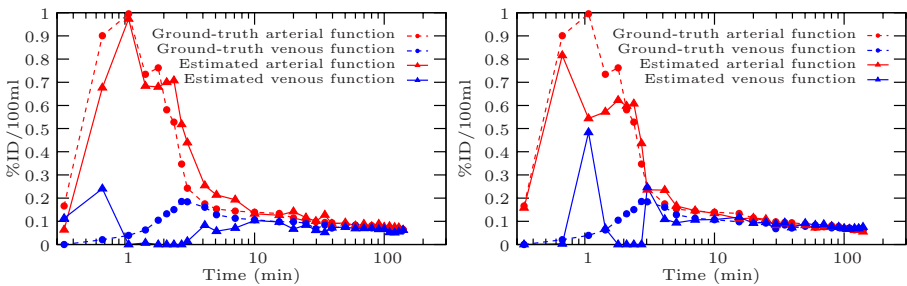 1
0.9
0.8
0.7
0.6
0.5
0.4
0.3
0.2
0.1
0
%ID/100ml
1
10
100
Time (min)
Ground-truth arterial function
Ground-truth venous function
Estimated arterial function
Estimated venous function
1
0.9
0.8
0.7
0.6
0.5
0.4
0.3
0.2
0.1
0
%ID/100ml
1
10
100
Time (min)
Ground-truth arterial function
Ground-truth venous function
Estimated arterial function
Estimated venous function